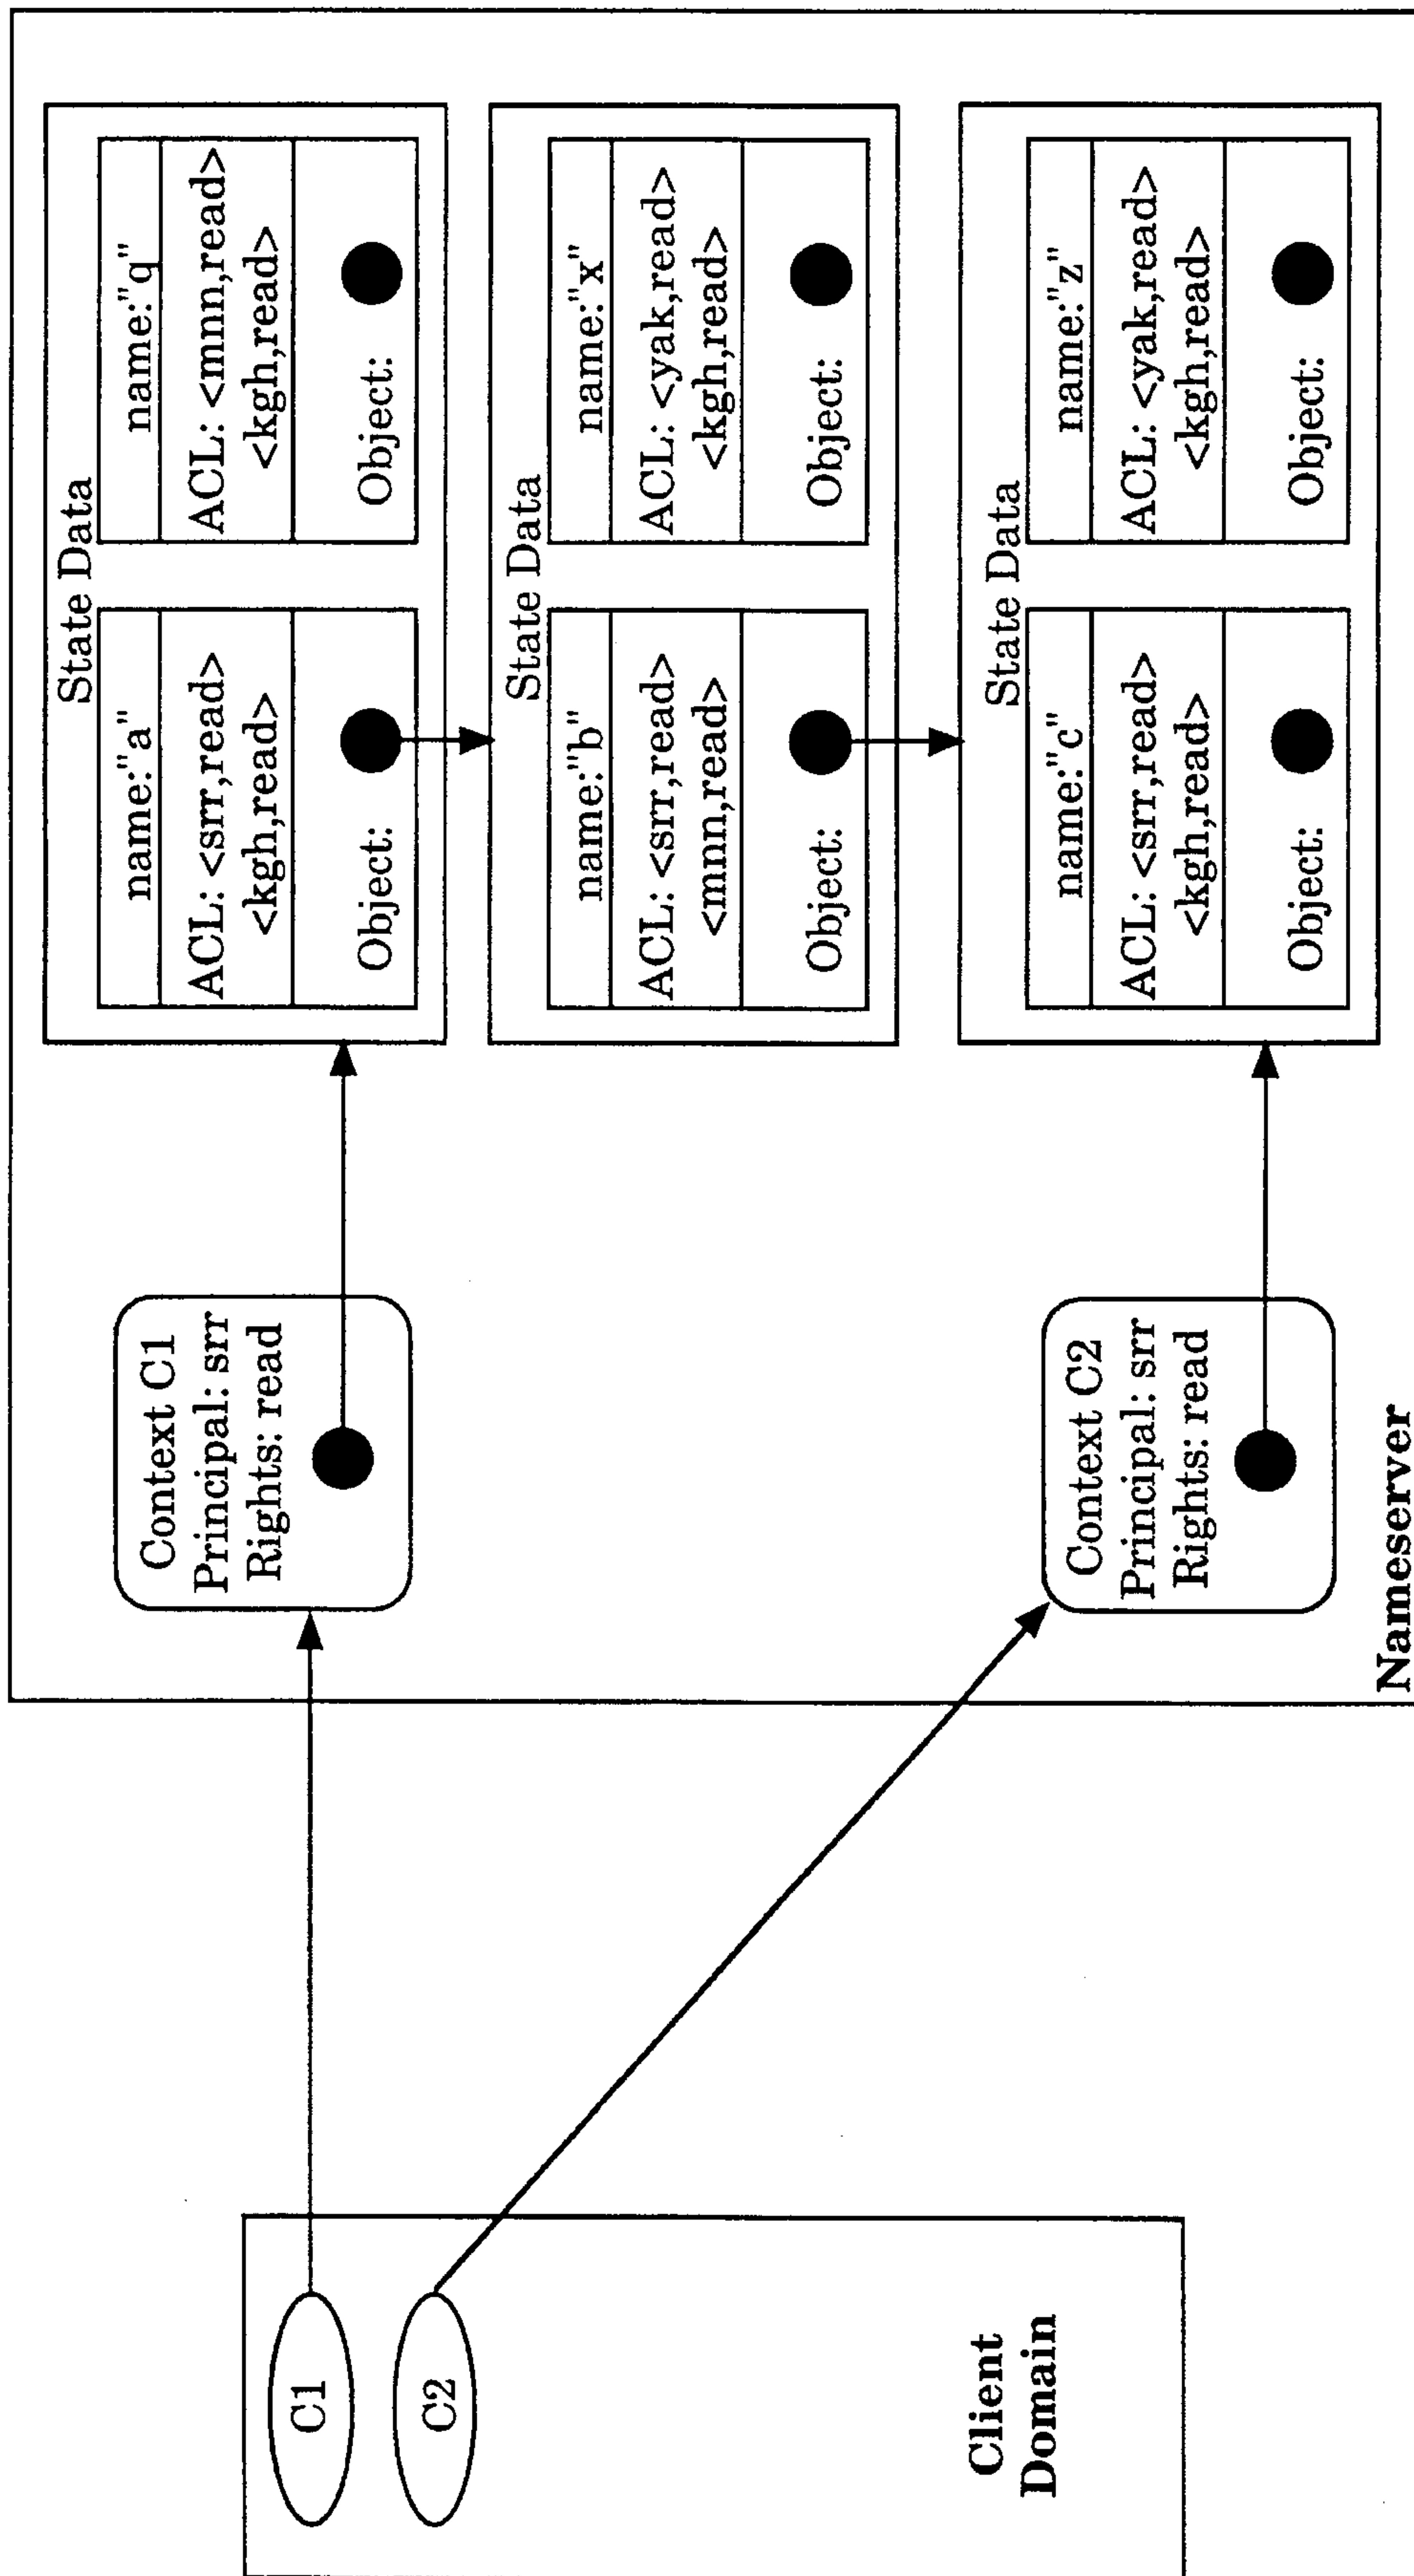 C1
C2
Client
Domain
Context C1
Principal: srr
Rights: read
Context C2
Principal: srr
Rights: read
Nameserver
State Data
name:"a"
ACL: <srr,read>
<kgh,read>
Object:
name:"q"
ACL: <mnn,read>
<kgh,read>
Object:
State Data
name:"b"
ACL: <srr,read>
<mnn,read>
Object:
name:"x"
ACL: <yak,read>
<kgh,read>
Object:
State Data
name:"c"
ACL: <srr,read>
<kgh,read>
Object:
name:"z"
ACL: <yak,read>
<kgh,read>
Object: